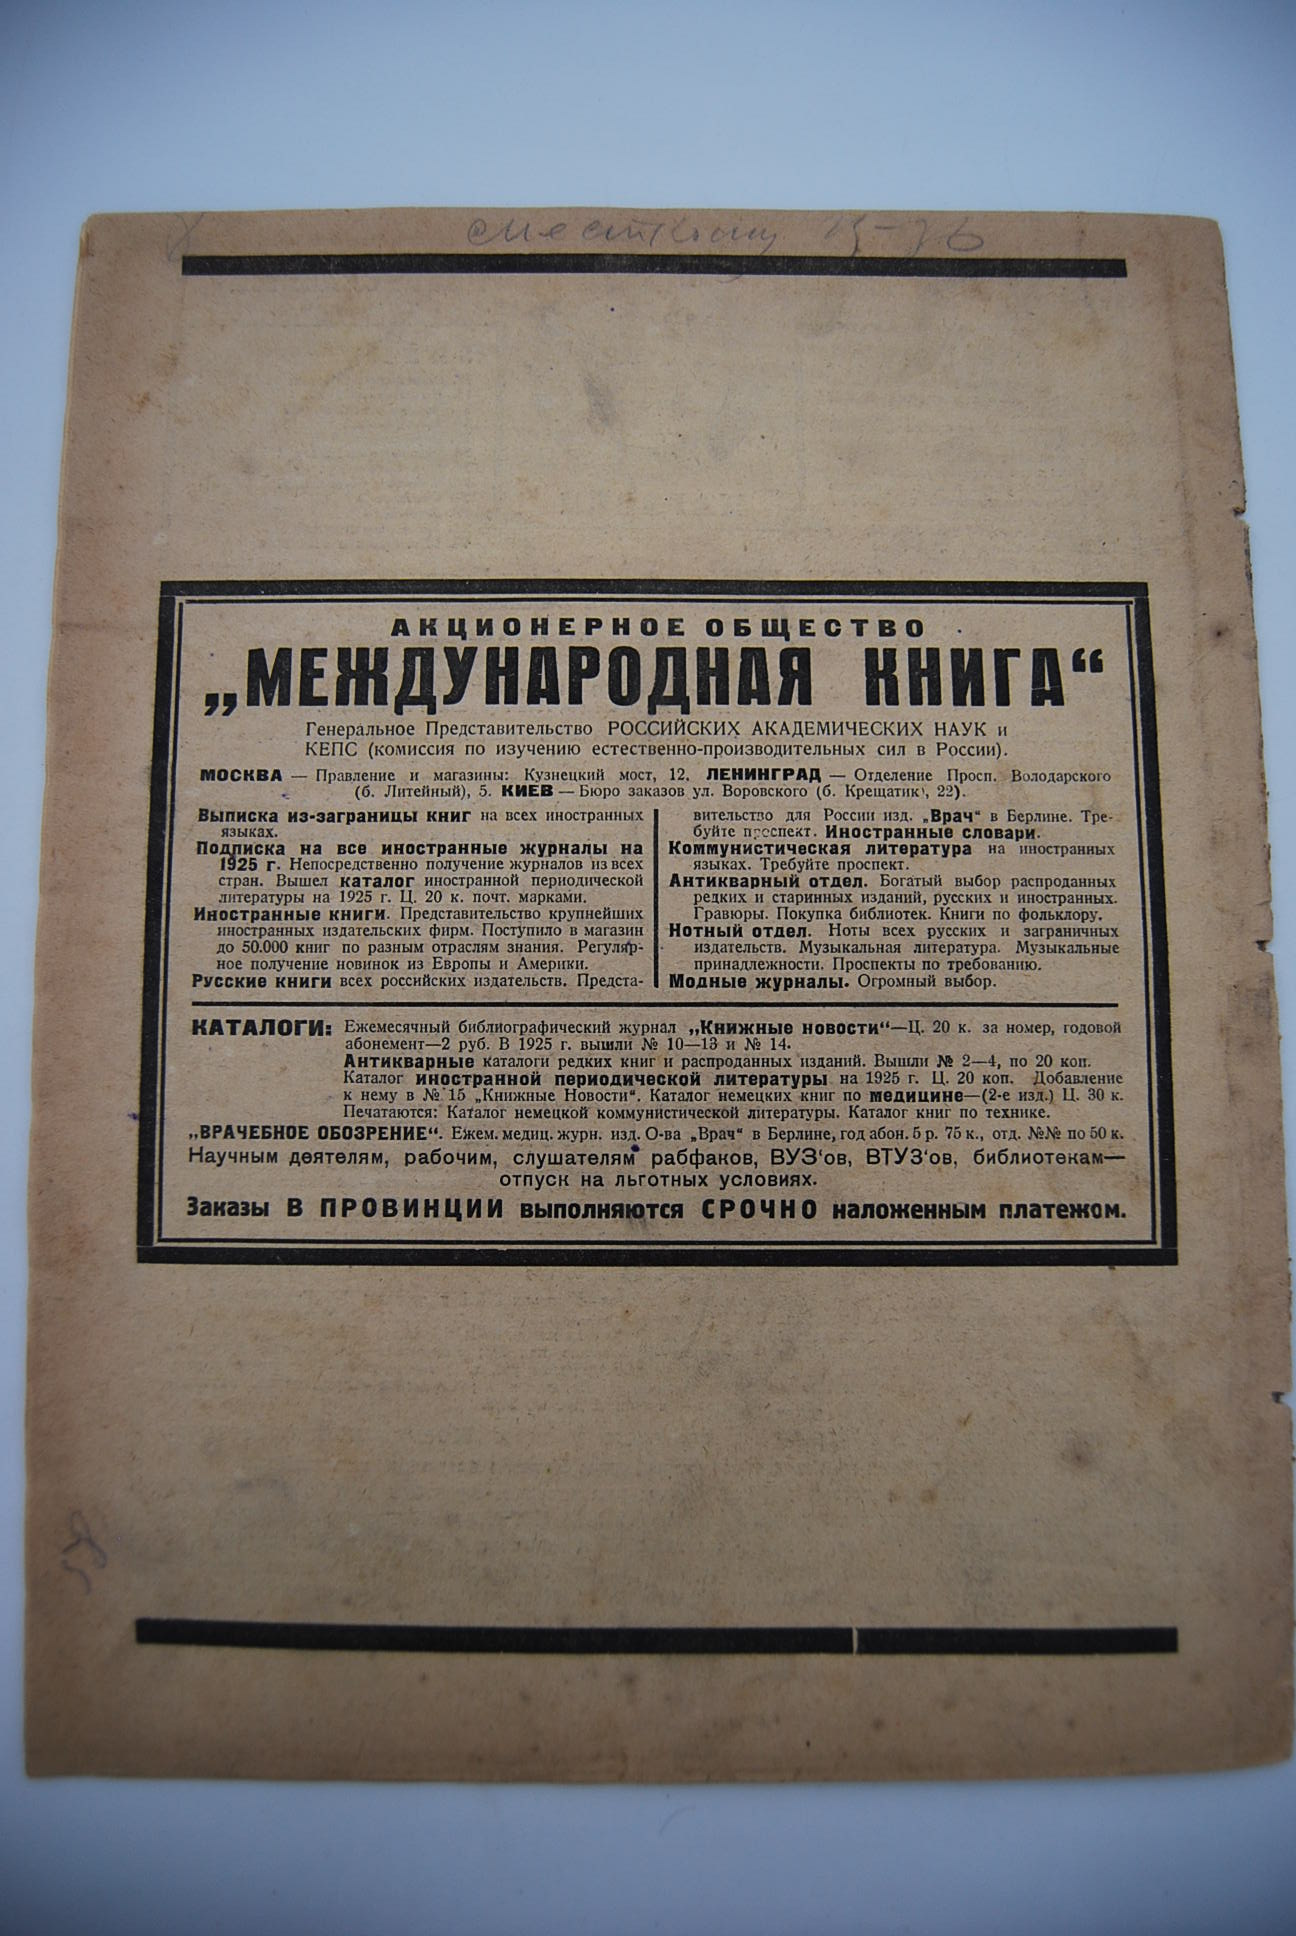 АКЦИОНЕРНОЕ ОБЩЕСТВО
„МЕЖДУНАРОДНАЯ КНИГА“
Генеральное Представительство РОССИЙСКИХ АКАДЕМИЧЕСКИХ НАУК и
КЕПС (комиссия по изучению естественно-производительных сил в России).
МОСКВА — Правление и магазины: Кузнецкий мост, 12. ЛЕНИНГРАД — Отделение Просп. Володарского
(б. Литейный), 5. КИЕВ — Бюро заказов ул. Воровского (б. Крещатик, 22).
Выписка из-заграницы книг на всех иностранных
языках.
Подписка на все иностранные журналы на
1925 г. Непосредственно получение журналов из всех
стран. Вышел каталог иностранной периодической
литературы на 1925 г. Ц. 20 к. почт. марками.
Иностранные книги. Представительство крупнейших
иностранных издательских фирм. Поступило в магазин
до 50.000 книг по разным отраслям знания. Регуляр-
ное получение новинок из Европы и Америки.
Русские книги всех российских издательств. Предста-
вительство для России изд. „Врач“ в Берлине. Тре-
буйте проспект. Иностранные словари.
Коммунистическая литература на иностранных
языках. Требуйте проспект.
Антикварный отдел. Богатый выбор распроданных
редких и старинных изданий, русских и иностранных.
Гравюры. Покупка библиотек. Книги по фольклору.
Нотный отдел. Ноты всех русских и заграничных
издательств. Музыкальная литература. Музыкальные
принадлежности. Проспекты по требованию.
Модные журналы. Огромный выбор.
КАТАЛОГИ: Ежемесячный библиографический журнал „Книжные новости“—Ц. 20 к. за номер, годовой
абонемент—2 руб. В 1925 г. вышли № 10—13 и № 14.
Антикварные каталоги редких книг и распроданных изданий. Вышли № 2—4, по 20 коп.
Каталог иностранной периодической литературы на 1925 г. Ц. 20 коп. Добавление
к нему в № 15 „Книжные Новости“. Каталог немецких книг по медицине—(2-е изд.) Ц. 30 к.
Печатаются: Каталог немецкой коммунистической литературы. Каталог книг по технике.
„ВРАЧЕБНОЕ ОБОЗРЕНИЕ“. Ежем. медиц. журн. изд. О-ва „Врач“ в Берлине, год абон. 5 р. 75 к., отд. №№ по 50 к.
Научным деятелям, рабочим, слушателям рабфаков, ВУЗ‘ов, ВТУЗ‘ов, библиотекам—
отпуск на льготных условиях.
Заказы В ПРОВИНЦИИ выполняются СРОЧНО наложенным платежом.